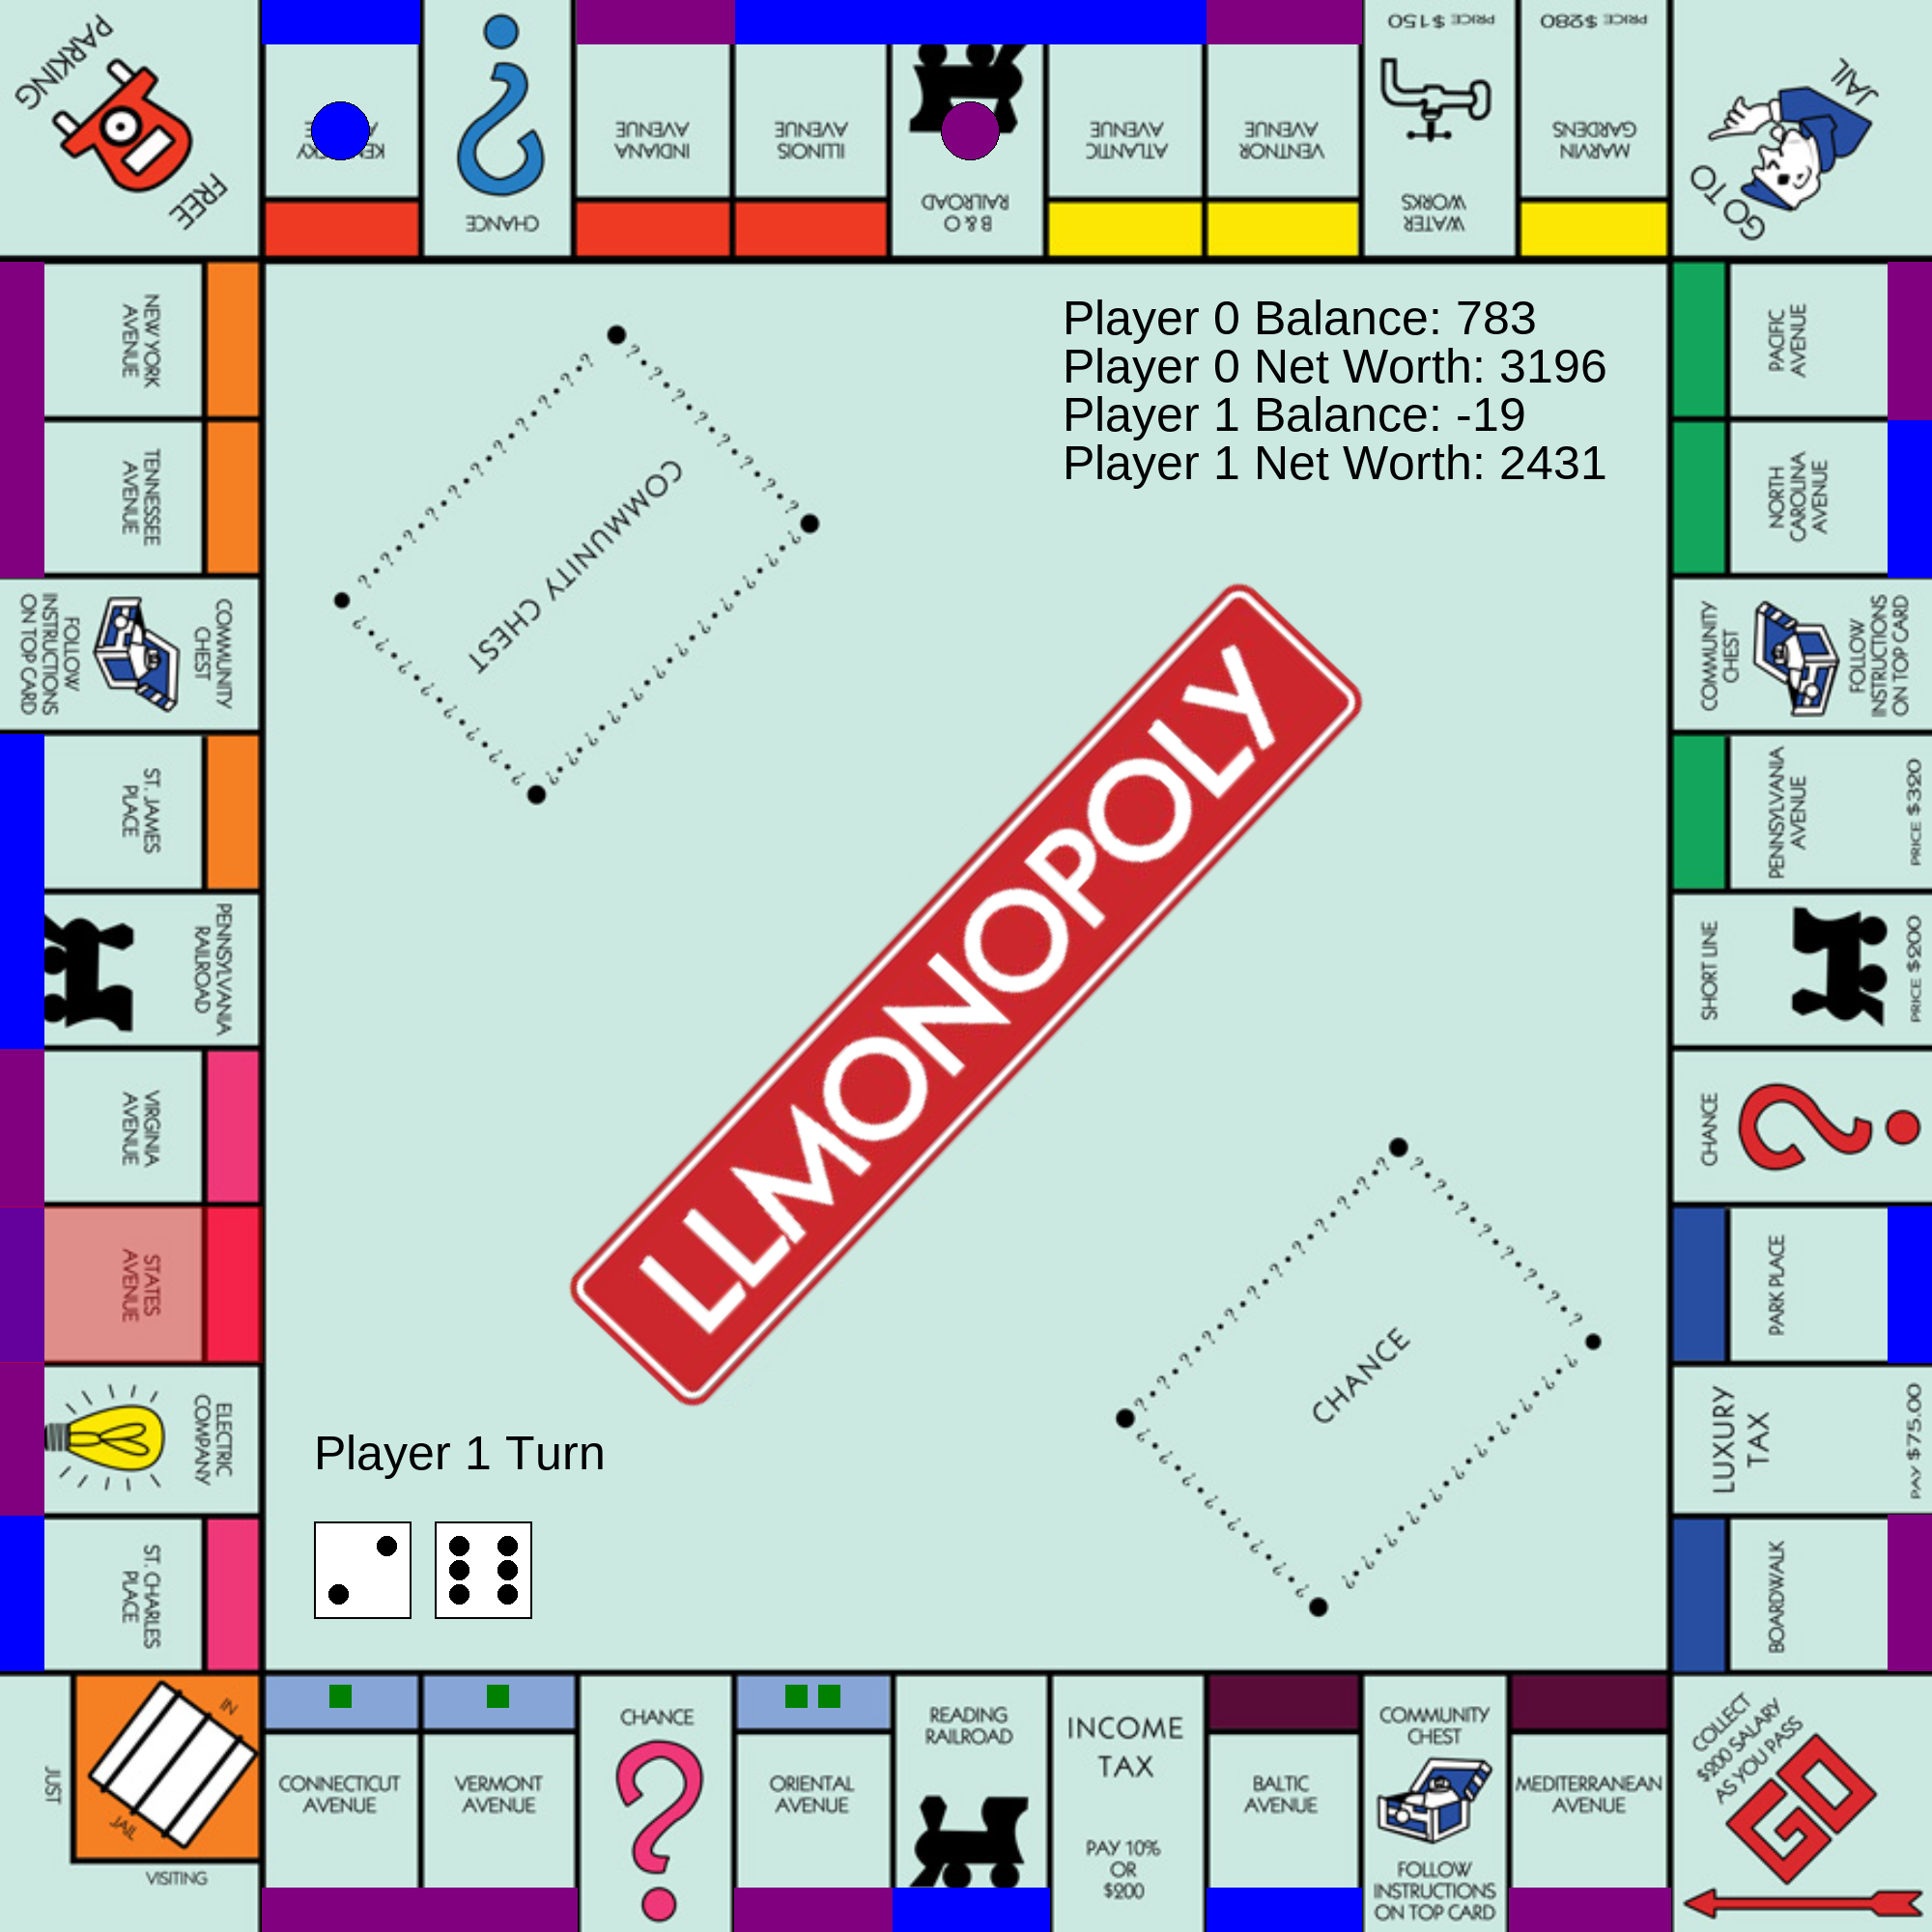 PARKING
FREE
KENTUCKY
CHANCE
INDIANA
AVENUE
ILLINOIS
AVENUE
B & O
RAILROAD
ATLANTIC
AVENUE
VENTNOR
AVENUE
PRICE $150
WATER
WORKS
PRICE $280
MARVIN
GARDENS
GO TO
JAIL
NEW YORK
AVENUE
TENNESSEE
AVENUE
COMMUNITY
CHEST
FOLLOW
INSTRUCTIONS
ON TOP CARD
ST. JAMES
PLACE
PENNSYLVANIA
RAILROAD
VIRGINIA
AVENUE
STATES
AVENUE
ELECTRIC
COMPANY
ST. CHARLES
PLACE
Player 0 Balance: 783
Player 0 Net Worth: 3196
Player 1 Balance: -19
Player 1 Net Worth: 2431
COMMUNITY CHEST
LLMONOPOLY
CHANCE
Player 1 Turn
PACIFIC
AVENUE
NORTH
CAROLINA
AVENUE
COMMUNITY
CHEST
FOLLOW
INSTRUCTIONS
ON TOP CARD
PENNSYLVANIA
AVENUE
PRICE $320
SHORT LINE
PRICE $200
CHANCE
PARK PLACE
LUXURY
TAX
PAY $75.00
BOARDWALK
JUST
VISITING
IN
JAIL
CONNECTICUT
AVENUE
VERMONT
AVENUE
CHANCE
ORIENTAL
AVENUE
READING
RAILROAD
INCOME
TAX
PAY 10%
OR
$200
BALTIC
AVENUE
COMMUNITY
CHEST
FOLLOW
INSTRUCTIONS
ON TOP CARD
MEDITERRANEAN
AVENUE
COLLECT
$200 SALARY
AS YOU PASS
GO